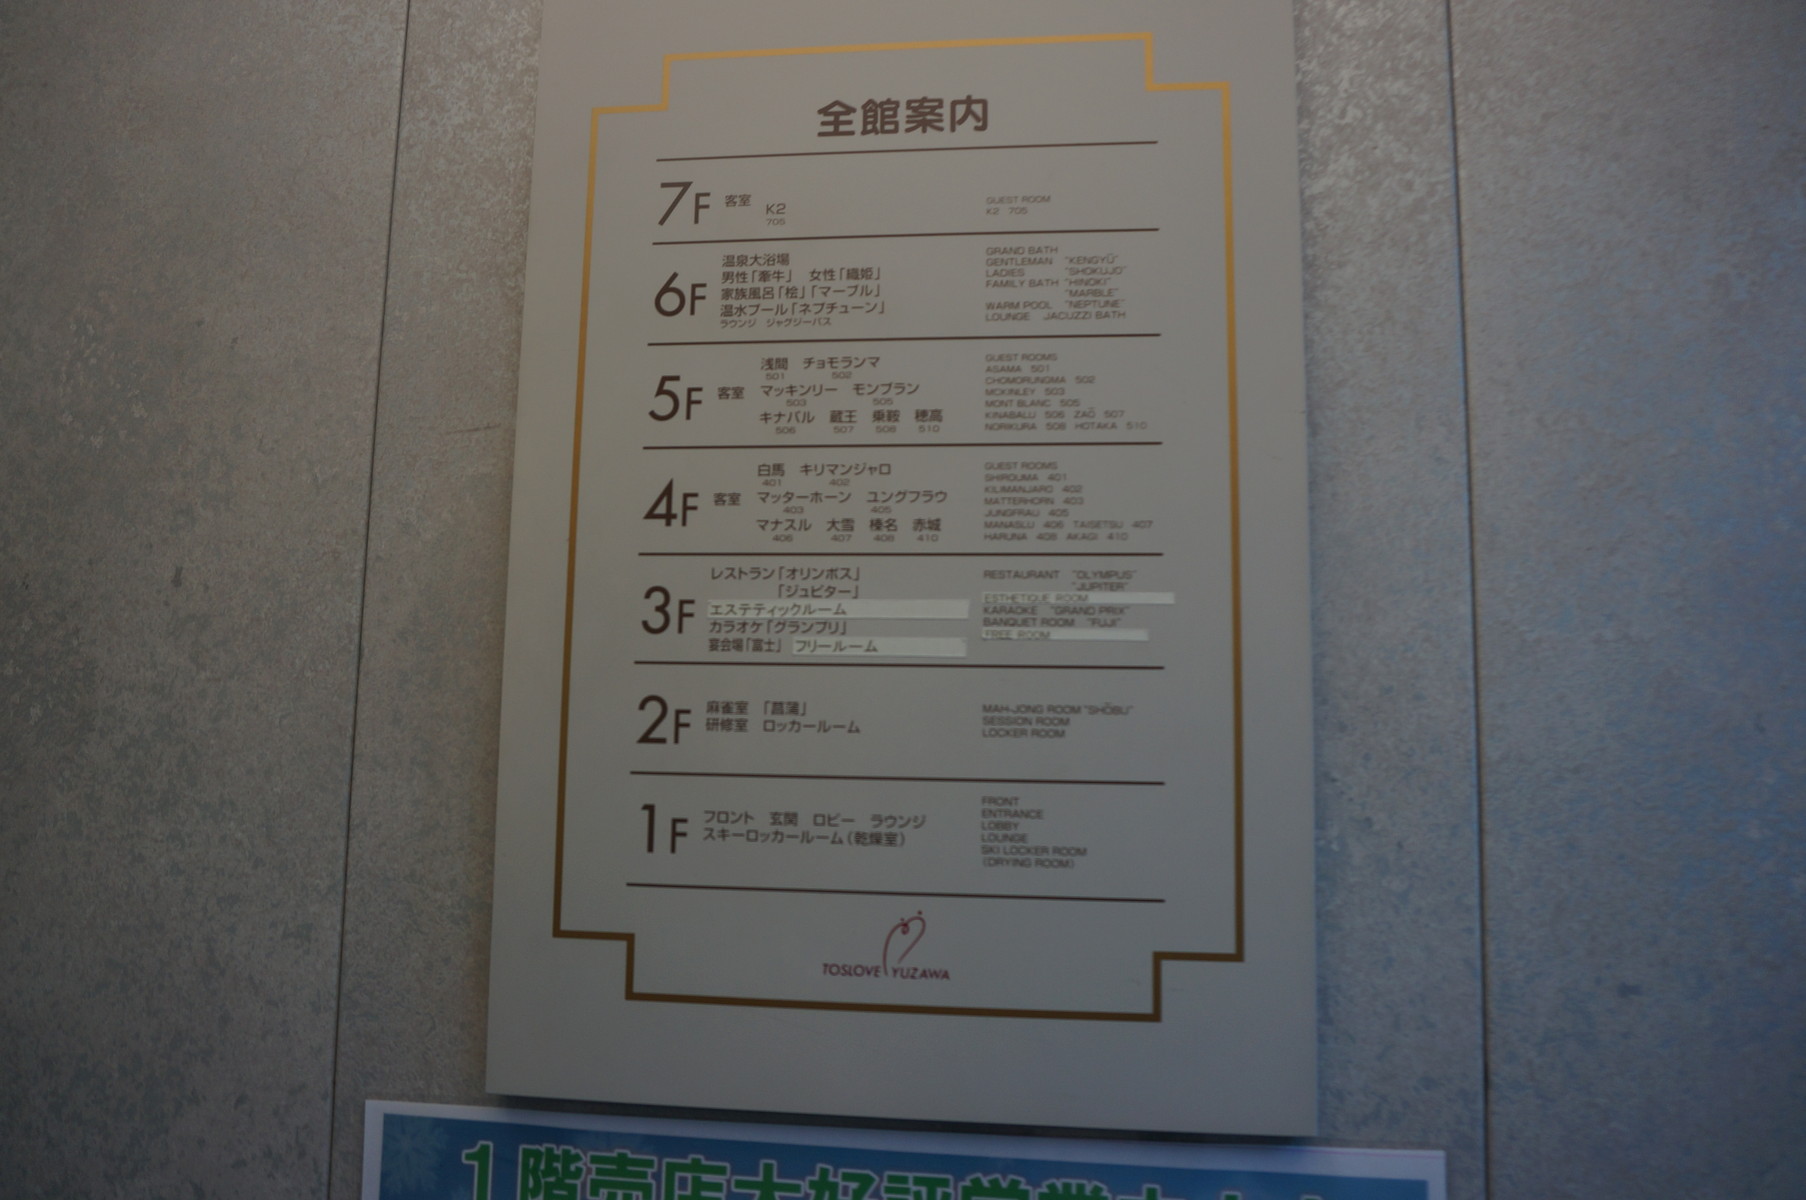 全館案内
7F 客室 K2
705
GUEST ROOM
K2 705
6F
温泉大浴場
男性「牽牛」 女性「織姫」
家族風呂「桧」「マーブル」
温水プール「ネプチューン」
ラウンジ ジャグジーバス
GRAND BATH
GENTLEMAN "KENGYŪ"
LADIES "SHOKUJO"
FAMILY BATH "HINOKI"
"MARBLE"
WARM POOL "NEPTUNE"
LOUNGE JACUZZI BATH
5F 客室
浅間 チョモランマ
501 502
マッキンリー モンブラン
503 505
キナバル 蔵王 乗鞍 穂高
506 507 508 510
GUEST ROOMS
ASAMA 501
CHOMORUNGMA 502
MCKINLEY 503
MONT BLANC 505
KINABALU 506 ZAŌ 507
NORIKURA 508 HOTAKA 510
4F 客室
白馬 キリマンジャロ
401 402
マッターホーン ユングフラウ
403 405
マナスル 大雪 榛名 赤城
406 407 408 410
GUEST ROOMS
SHIROUMA 401
KILIMANJARO 402
MATTERHORN 403
JUNGFRAU 405
MANASLU 406 TAISETSU 407
HARUNA 408 AKAGI 410
3F
レストラン「オリンポス」
「ジュピター」
エステティックルーム
カラオケ「グランプリ」
宴会場「富士」 フリールーム
RESTAURANT "OLYMPUS"
"JUPITER"
ESTHETIQUE ROOM
KARAOKE "GRAND PRIX"
BANQUET ROOM "FUJI"
FREE ROOM
2F
麻雀室 「菖蒲」
研修室 ロッカールーム
MAH-JONG ROOM "SHŌBU"
SESSION ROOM
LOCKER ROOM
1F
フロント 玄関 ロビー ラウンジ
スキーロッカールーム(乾燥室)
FRONT
ENTRANCE
LOBBY
LOUNGE
SKI LOCKER ROOM
(DRYING ROOM)
TOSLOVE YUZAWA
1階売店大好評営業